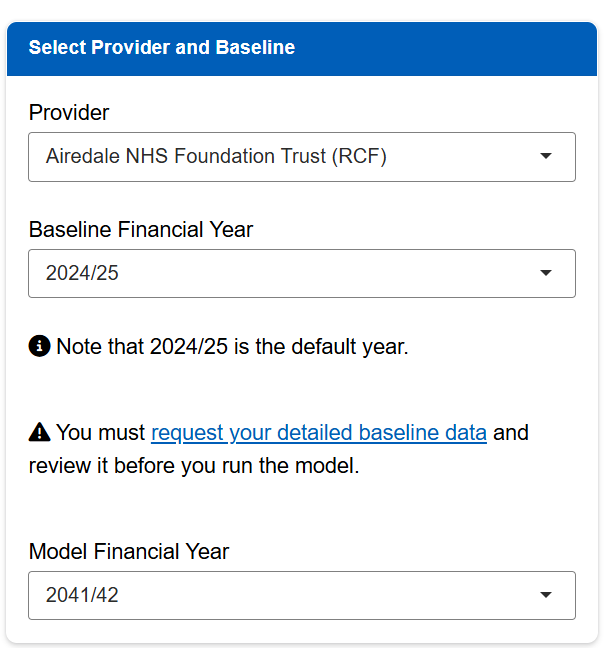 Select Provider and Baseline
Provider
Airedale NHS Foundation Trust (RCF)
Baseline Financial Year
2024/25
Note that 2024/25 is the default year.
You must request your detailed baseline data and
review it before you run the model.
Model Financial Year
2041/42